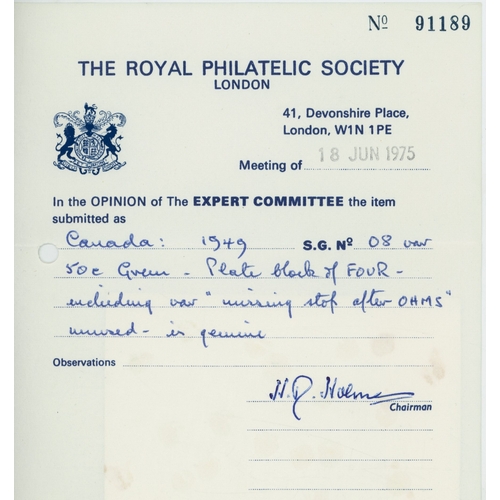 Nº 91189
THE ROYAL PHILATELIC SOCIETY
LONDON
41, Devonshire Place,
London, W1N 1PE
Meeting of 18 JUN 1975
In the OPINION of The EXPERT COMMITTEE the item
submitted as
Canada: 1949 S.G. Nº 08 var
50c Green - Plate block of FOUR -
including var "missing stop after OHMS"
unused - is genuine
Observations
H.R. Holmes
Chairman